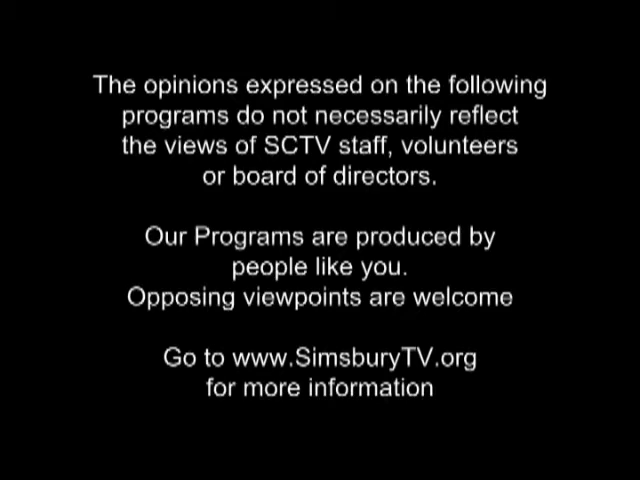 The opinions expressed on the following
programs do not necessarily reflect
the views of SCTV staff, volunteers
or board of directors.
Our Programs are produced by
people like you.
Opposing viewpoints are welcome
Go to www.SimsburyTV.org
for more information